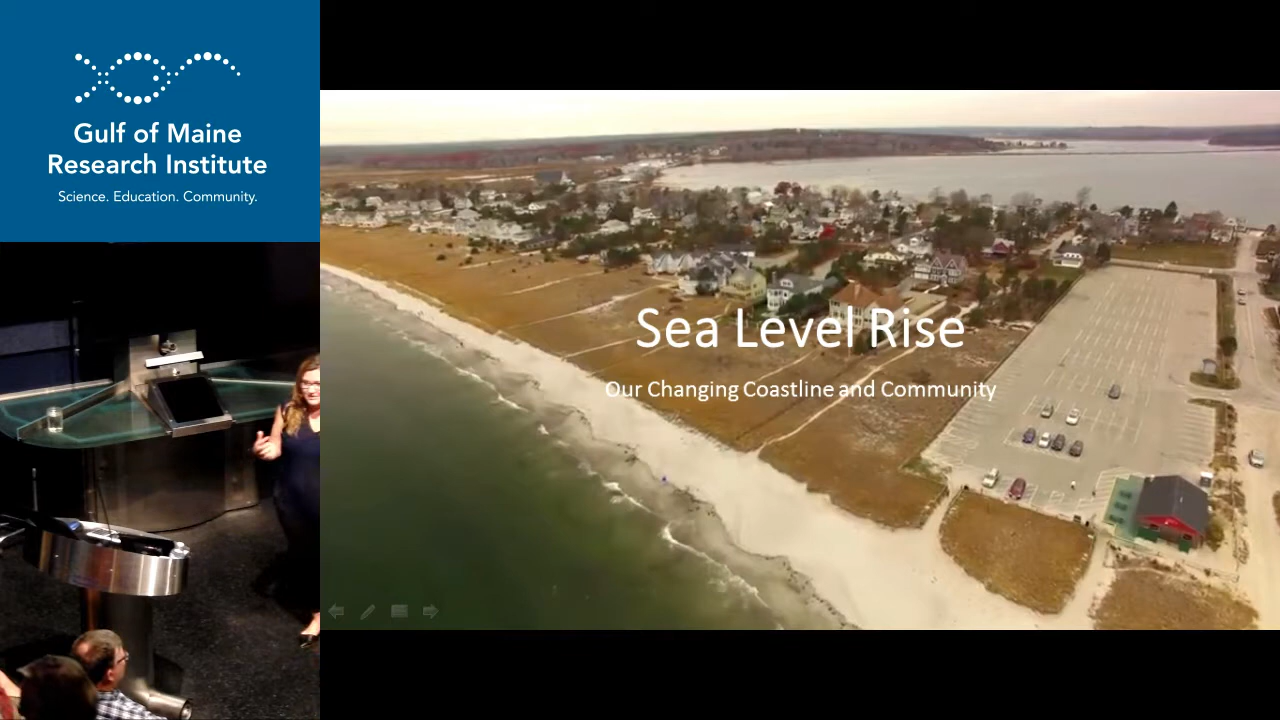 Gulf of Maine
Research Institute
Science. Education. Community.
Sea Level Rise
Our Changing Coastline and Community